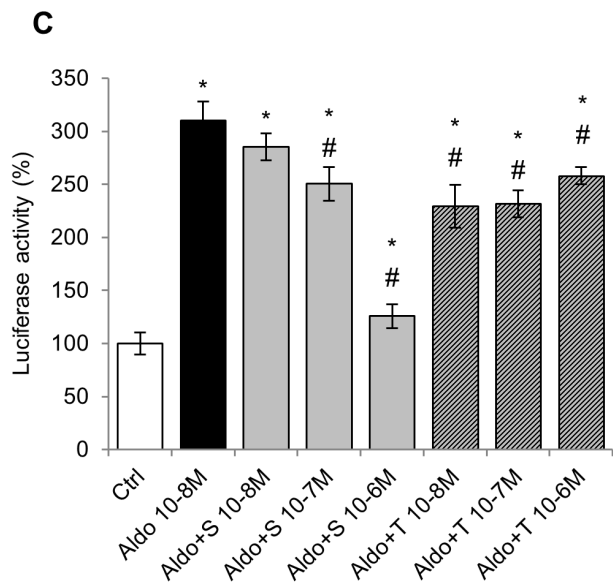 C
Luciferase activity (%)
350
300
250
200
150
100
50
0
*
*
*
#
*
#
*
#
*
#
*
#
Ctrl
Aldo 10-8M
Aldo+S 10-8M
Aldo+S 10-7M
Aldo+S 10-6M
Aldo+T 10-8M
Aldo+T 10-7M
Aldo+T 10-6M